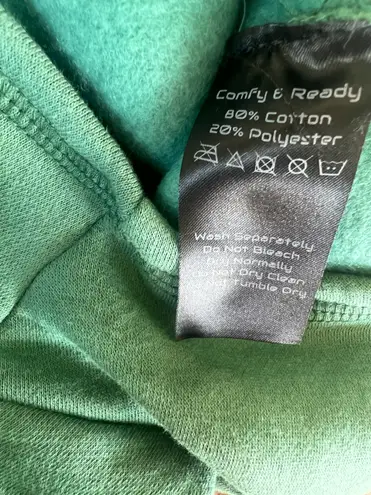 Comfy & Ready
80% Cotton
20% Polyester
Wash Separately
Do Not Bleach
Dry Normally
Do Not Dry Clean
Not Tumble Dry